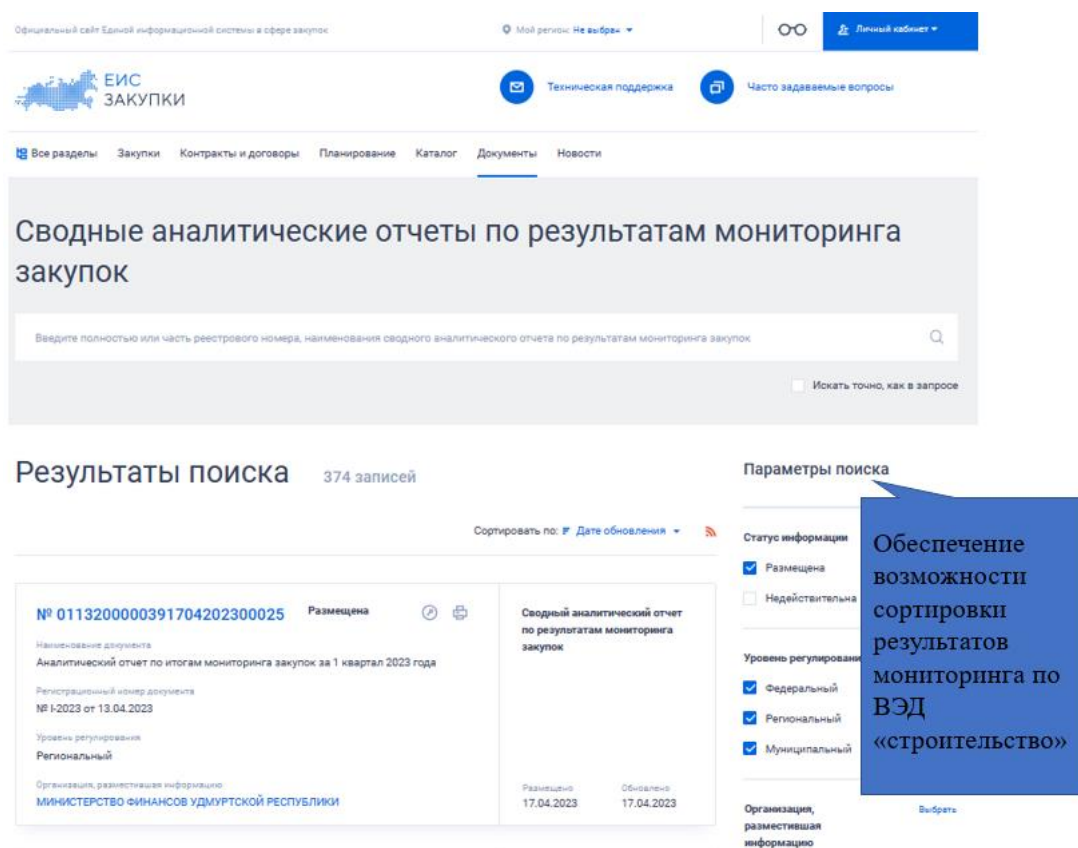 Официальный сайт Единой информационной системы в сфере закупок
Мой регион: Не выбран
Личный кабинет
ЕИС
ЗАКУПКИ
Техническая поддержка
Часто задаваемые вопросы
Все разделы Закупки Контракты и договоры Планирование Каталог Документы Новости
Сводные аналитические отчеты по результатам мониторинга
закупок
Введите полностью или часть реестрового номера, наименования сводного аналитического отчета по результатам мониторинга закупок
Искать точно, как в запросе
Результаты поиска 374 записей
Сортировать по: Дате обновления
№ 0113200000391704202300025 Размещена
Наименование документа
Аналитический отчет по итогам мониторинга закупок за 1 квартал 2023 года
Регистрационный номер документа
№ I-2023 от 13.04.2023
Уровень регулирования
Региональный
Организация, разместившая информацию
МИНИСТЕРСТВО ФИНАНСОВ УДМУРТСКОЙ РЕСПУБЛИКИ
Сводный аналитический отчет
по результатам мониторинга
закупок
Размещено Обновлено
17.04.2023 17.04.2023
Параметры поиска
Статус информации
Размещена
Недействительна
Уровень регулировани
Федеральный
Региональный
Муниципальный
Организация,
разместившая
информацию
Выбрать
Обеспечение
возможности
сортировки
результатов
мониторинга по
ВЭД
«строительство»